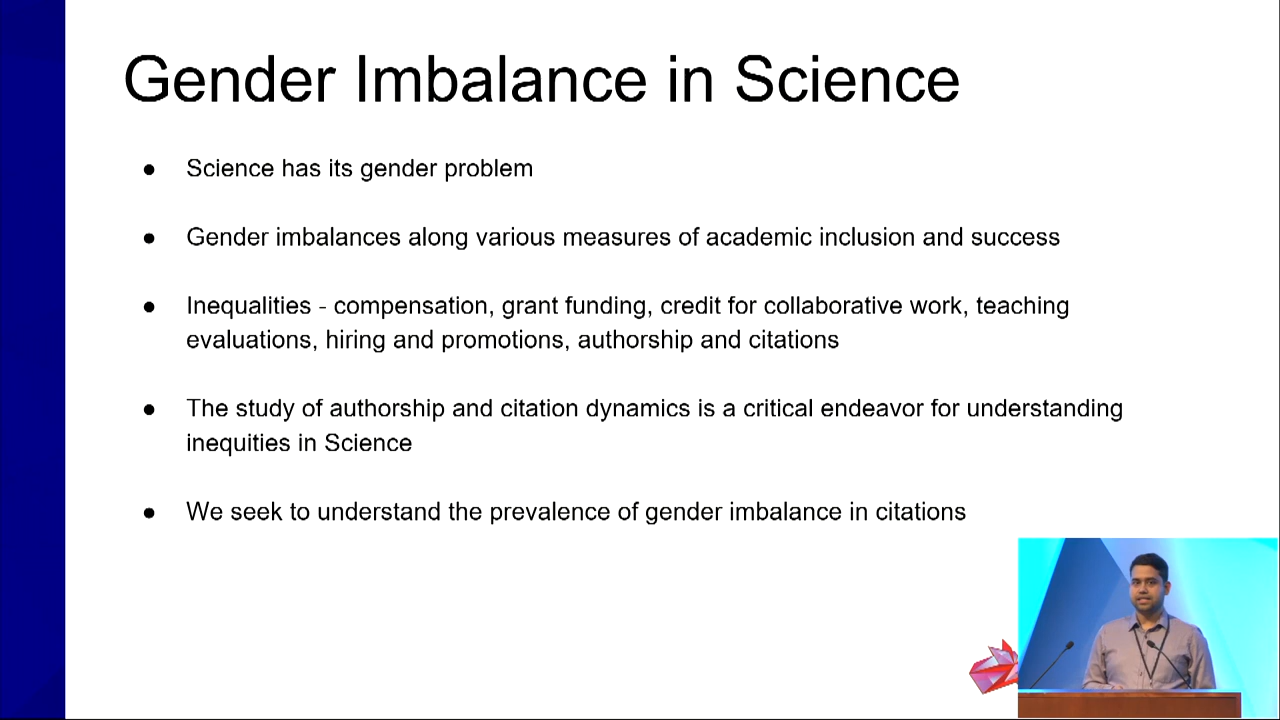 Gender Imbalance in Science
● Science has its gender problem
● Gender imbalances along various measures of academic inclusion and success
● Inequalities - compensation, grant funding, credit for collaborative work, teaching
evaluations, hiring and promotions, authorship and citations
● The study of authorship and citation dynamics is a critical endeavor for understanding
inequities in Science
● We seek to understand the prevalence of gender imbalance in citations